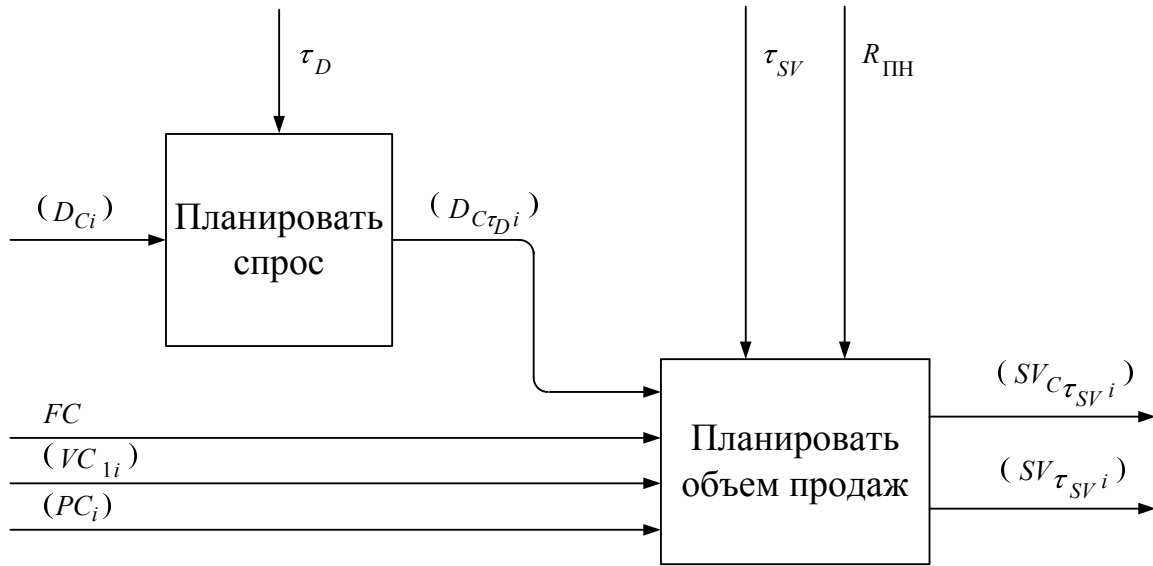 τ_D
τ_SV
R_ПН
(D_Ci)
Планировать
спрос
(D_Cτ_D i)
FC
(VC_1i)
(PC_i)
Планировать
объем продаж
(SV_Cτ_SV i)
(SV_τ_SV i)